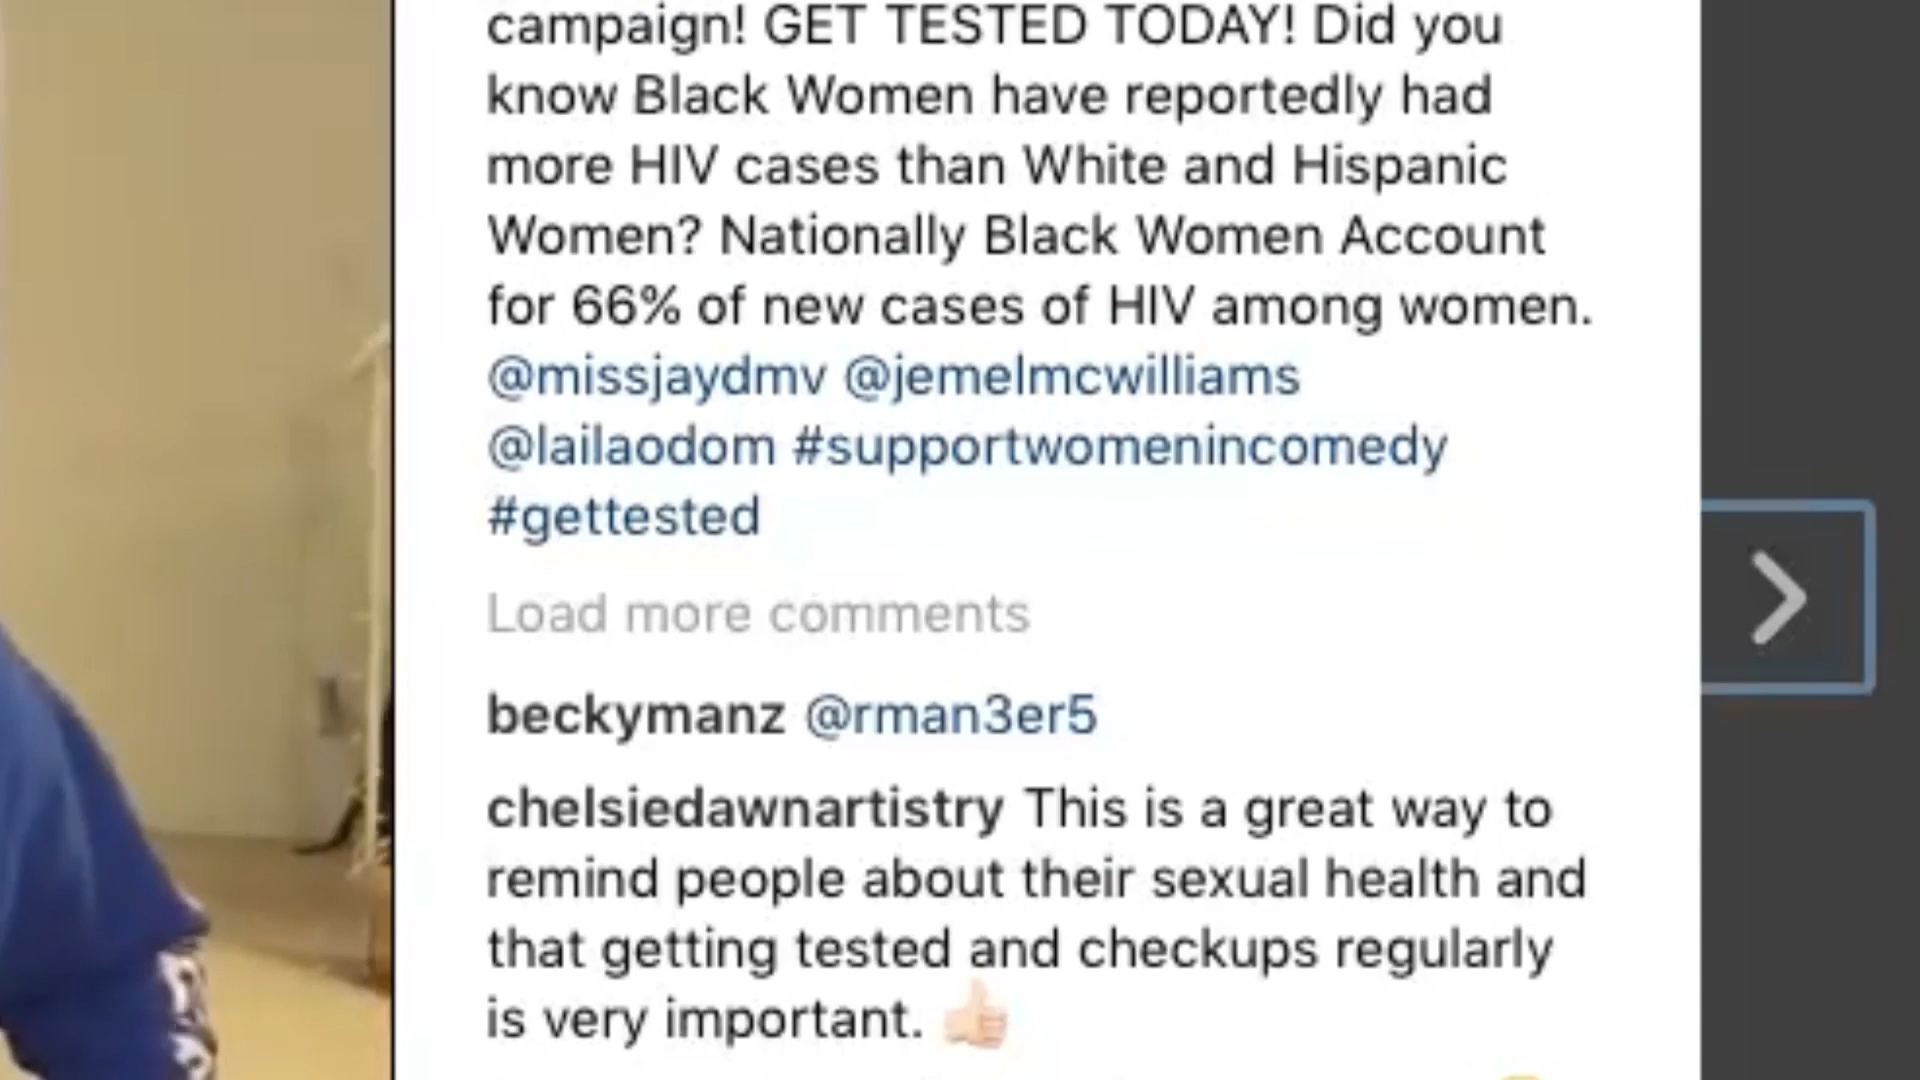 campaign! GET TESTED TODAY! Did you
know Black Women have reportedly had
more HIV cases than White and Hispanic
Women? Nationally Black Women Account
for 66% of new cases of HIV among women.
@missjaydmv @jemelmcwilliams
@lailaodom #supportwomenincomedy
#gettested
Load more comments
beckymanz @rman3er5
chelsiedawnartistry This is a great way to
remind people about their sexual health and
that getting tested and checkups regularly
is very important. 👍🏻